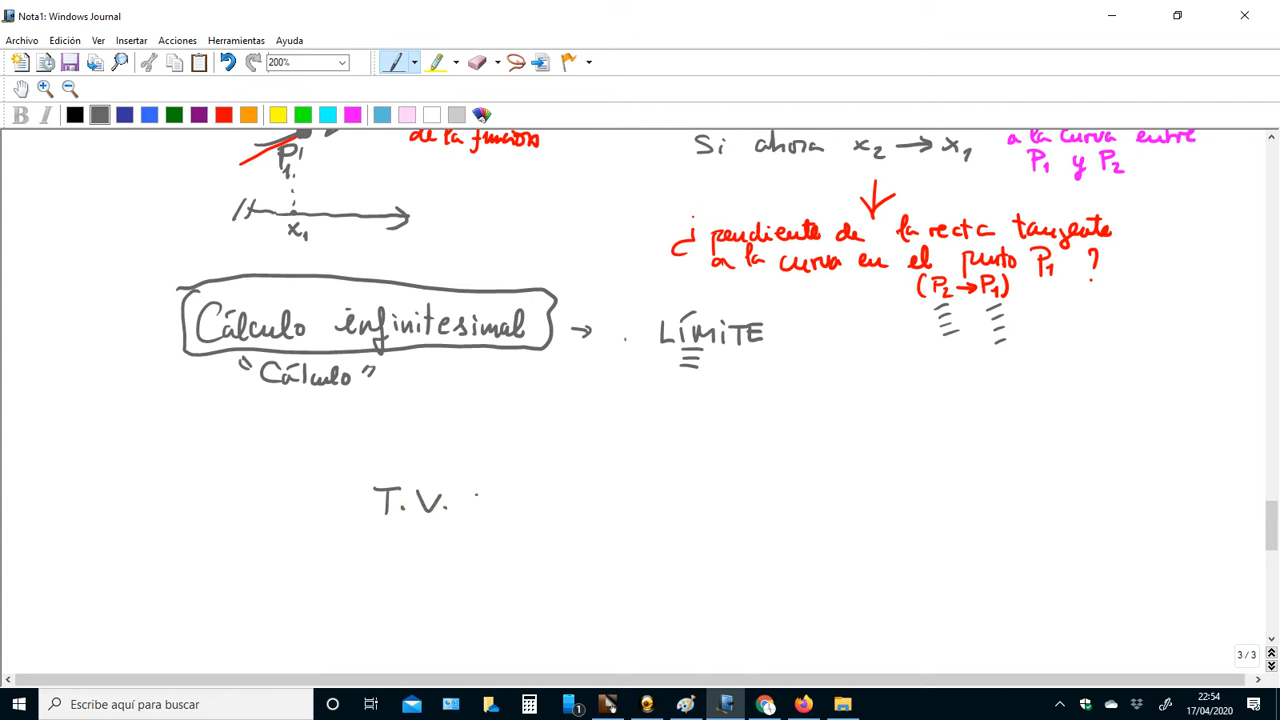 Nota1: Windows Journal
Archivo Edición Ver Insertar Acciones Herramientas Ayuda
200%
B I
de la función
P1
x1
Si ahora x2 → x1
a la curva entre
P1 y P2
¿ pendiente de la recta tangente
a la curva en el punto P1 ?
(P2 → P1)
Cálculo infinitesimal → . LÍMITE
"Cálculo"
T.V.
3 / 3
Escribe aquí para buscar
1
22:54
17/04/2020